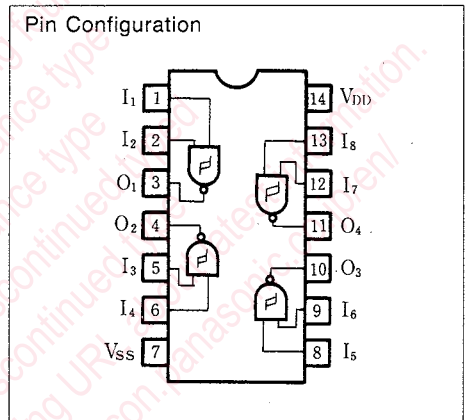 Pin Configuration
I1 1
14 VDD
I2 2
13 I8
O1 3
12 I7
O2 4
11 O4
I3 5
10 O3
I4 6
9 I6
VSS 7
8 I5